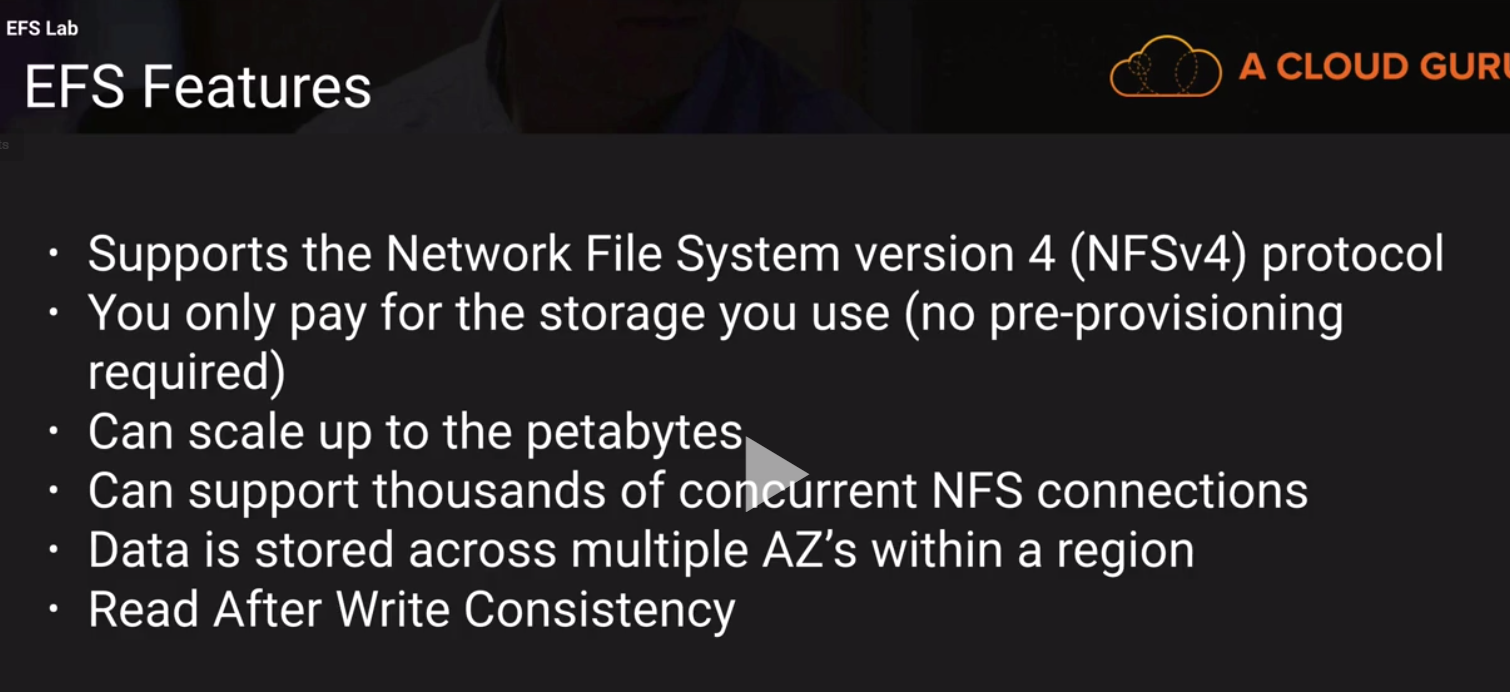 EFS Lab
EFS Features
A CLOUD GURU
• Supports the Network File System version 4 (NFSv4) protocol
• You only pay for the storage you use (no pre-provisioning
required)
• Can scale up to the petabytes
• Can support thousands of concurrent NFS connections
• Data is stored across multiple AZ’s within a region
• Read After Write Consistency